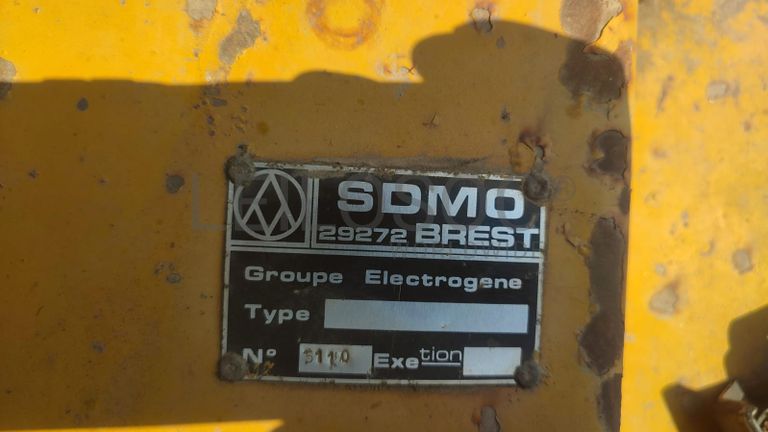 SDMO
29272 BREST
Groupe Electrogene
Type
N° Exetion